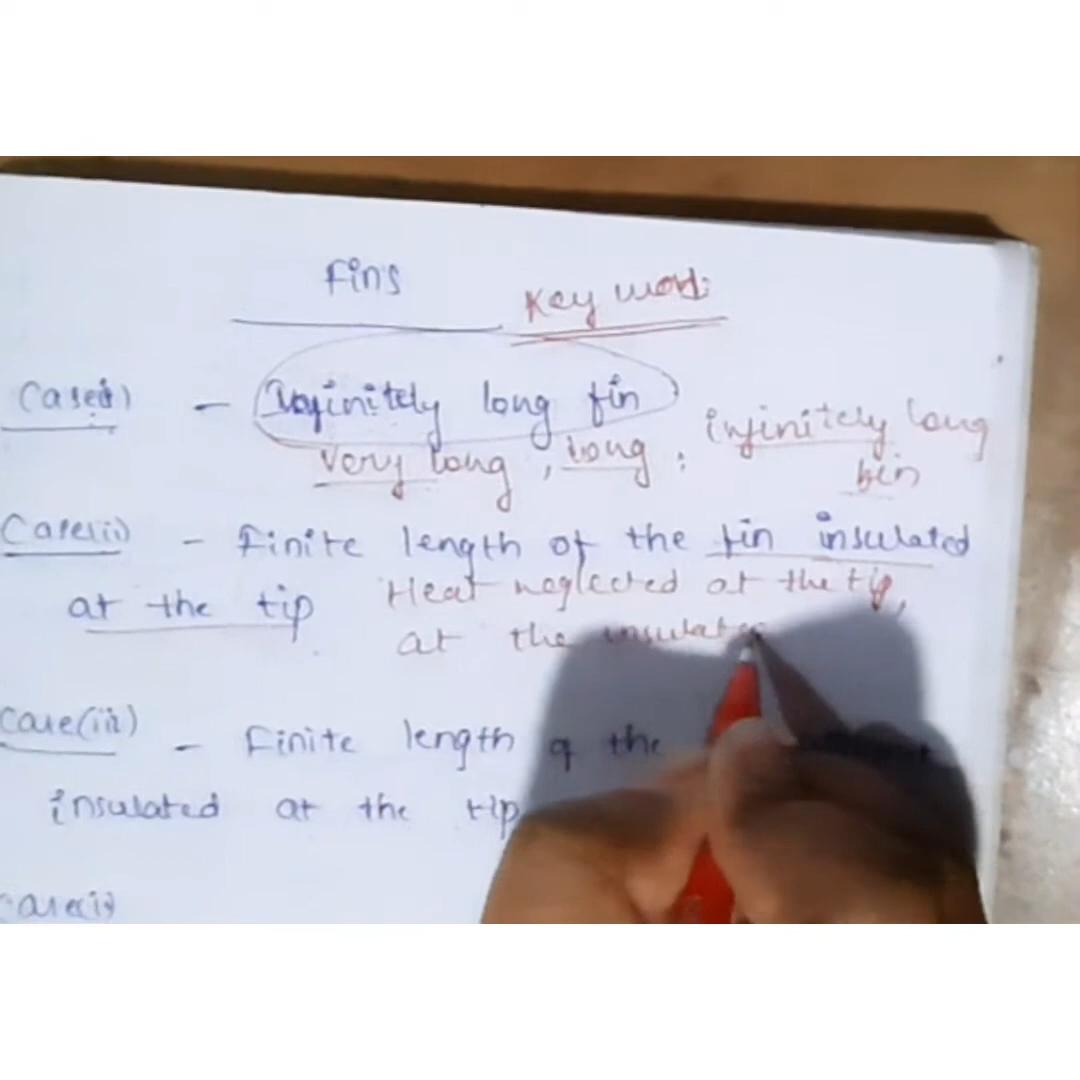 Fins
Key word:
Case(i) - Infinitely long fin
Very long, Long, infinitely long
fin
Case(ii) - Finite length of the fin insulated
at the tip Heat neglected at the tip,
at the insulated
Case(iii) - Finite length of the
insulated at the tip